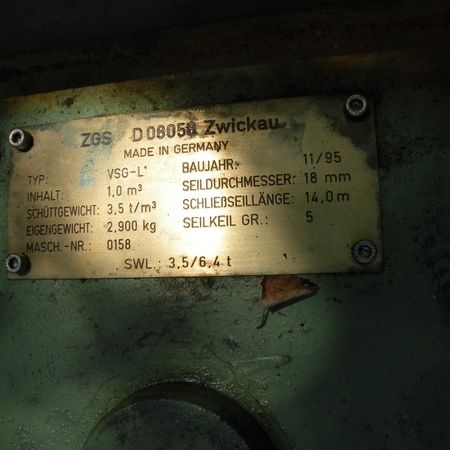 ZGS D 08058 Zwickau
MADE IN GERMANY
TYP: VSG-L' BAUJAHR: 11/95
INHALT: 1,0 m³ SEILDURCHMESSER: 18 mm
SCHÜTTGEWICHT: 3,5 t/m³ SCHLIEẞSEILLÄNGE: 14,0 m
EIGENGEWICHT: 2,900 kg SEILKEIL GR.: 5
MASCH.-NR.: 0158
SWL.: 3,5/6,4 t